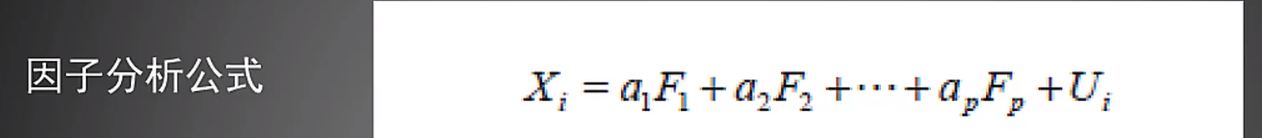 因子分析公式
X_i = a_1F_1 + a_2F_2 + ⋯ + a_pF_p + U_i